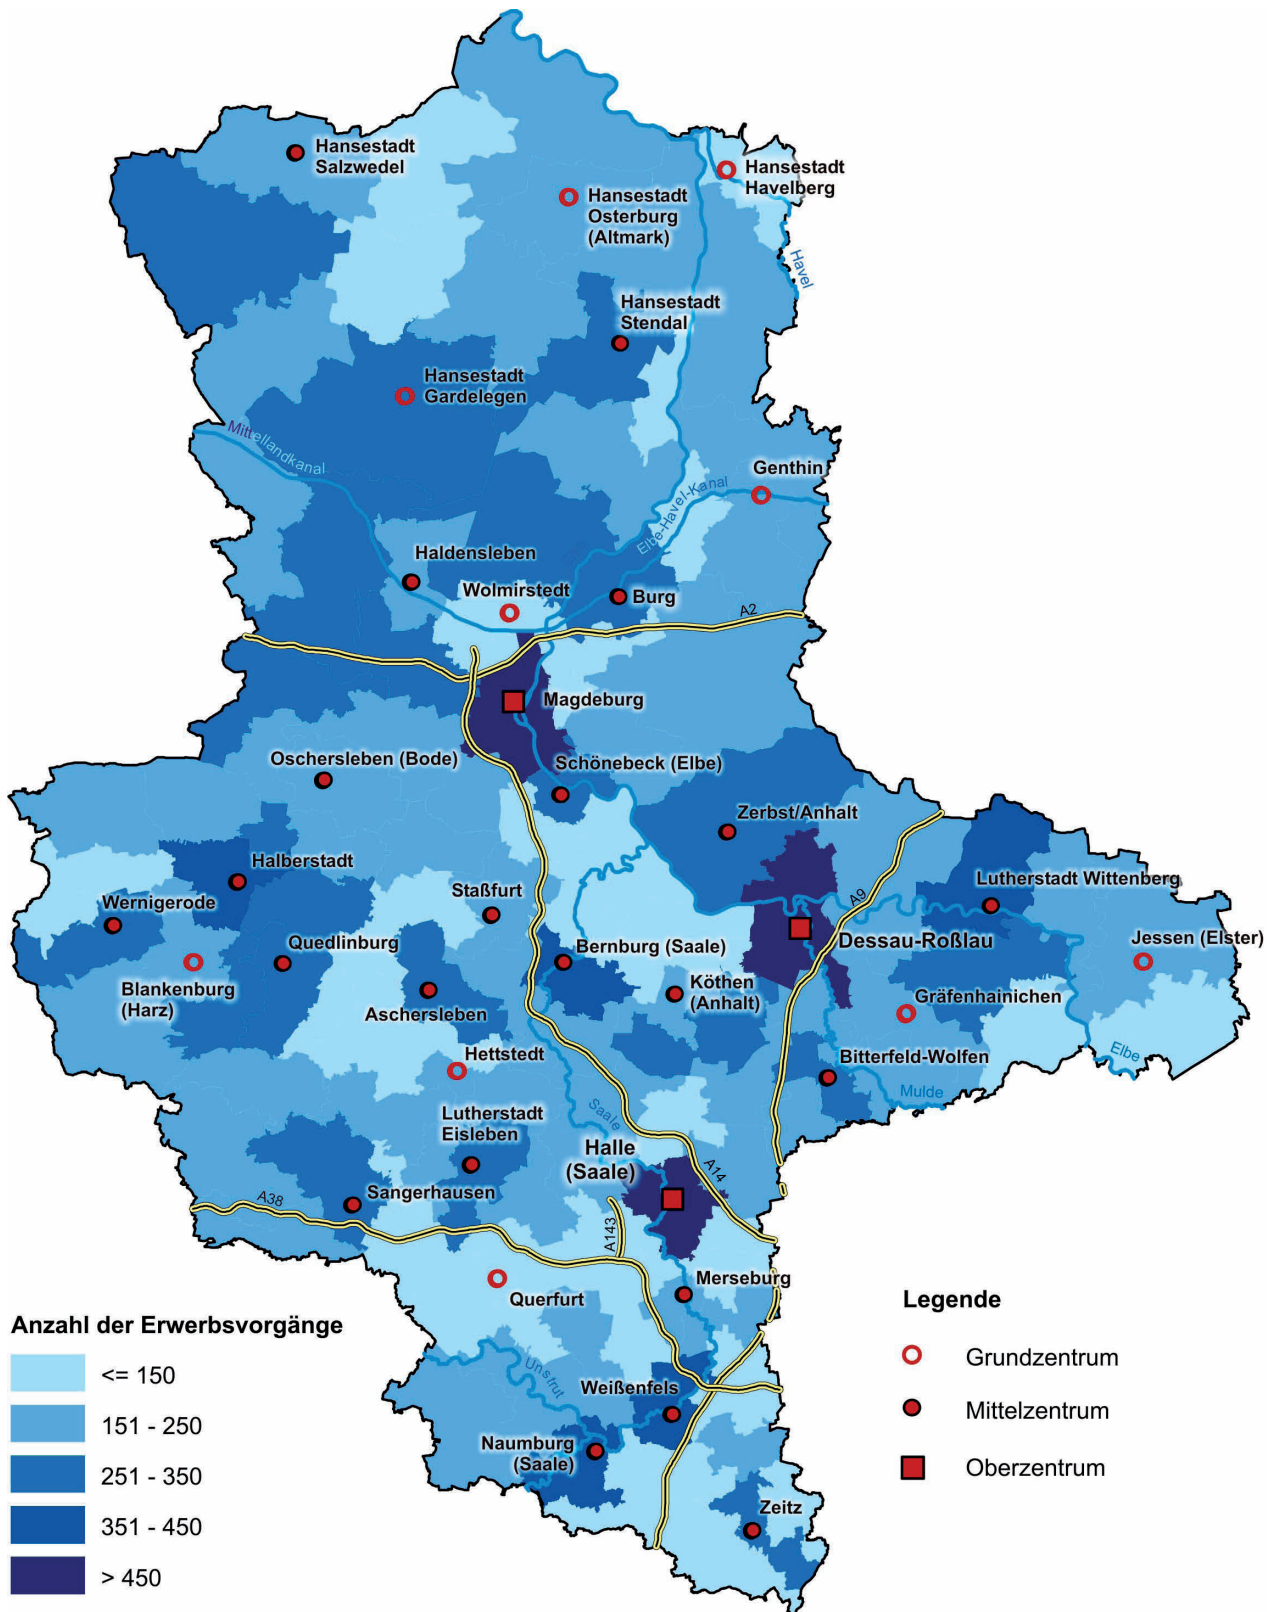 Hansestadt
Salzwedel
Hansestadt
Havelberg
Hansestadt
Osterburg
(Altmark)
Havel
Hansestadt
Stendal
Hansestadt
Gardelegen
Mittellandkanal
Genthin
Elbe-Havel-Kanal
Haldensleben
Wolmirstedt
Burg
A2
Magdeburg
Oschersleben (Bode)
Schönebeck (Elbe)
Zerbst/Anhalt
Halberstadt
Lutherstadt Wittenberg
Staßfurt
A9
Wernigerode
Quedlinburg
Bernburg (Saale)
Dessau-Roßlau
Jessen (Elster)
Blankenburg
(Harz)
Aschersleben
Köthen
(Anhalt)
Gräfenhainichen
Hettstedt
Bitterfeld-Wolfen
Elbe
Mulde
Saale
Lutherstadt
Eisleben
Halle
(Saale)
A14
Sangerhausen
A38
A143
Merseburg
Querfurt
Unstrut
Weißenfels
Naumburg
(Saale)
Zeitz
Anzahl der Erwerbsvorgänge
<= 150
151 - 250
251 - 350
351 - 450
> 450
Legende
Grundzentrum
Mittelzentrum
Oberzentrum